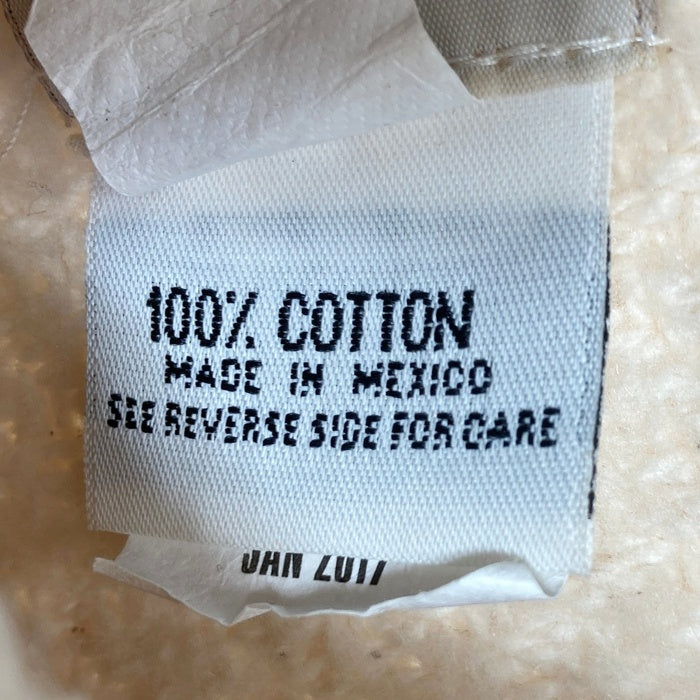 100% COTTON
MADE IN MEXICO
SEE REVERSE SIDE FOR CARE
JAN 2017